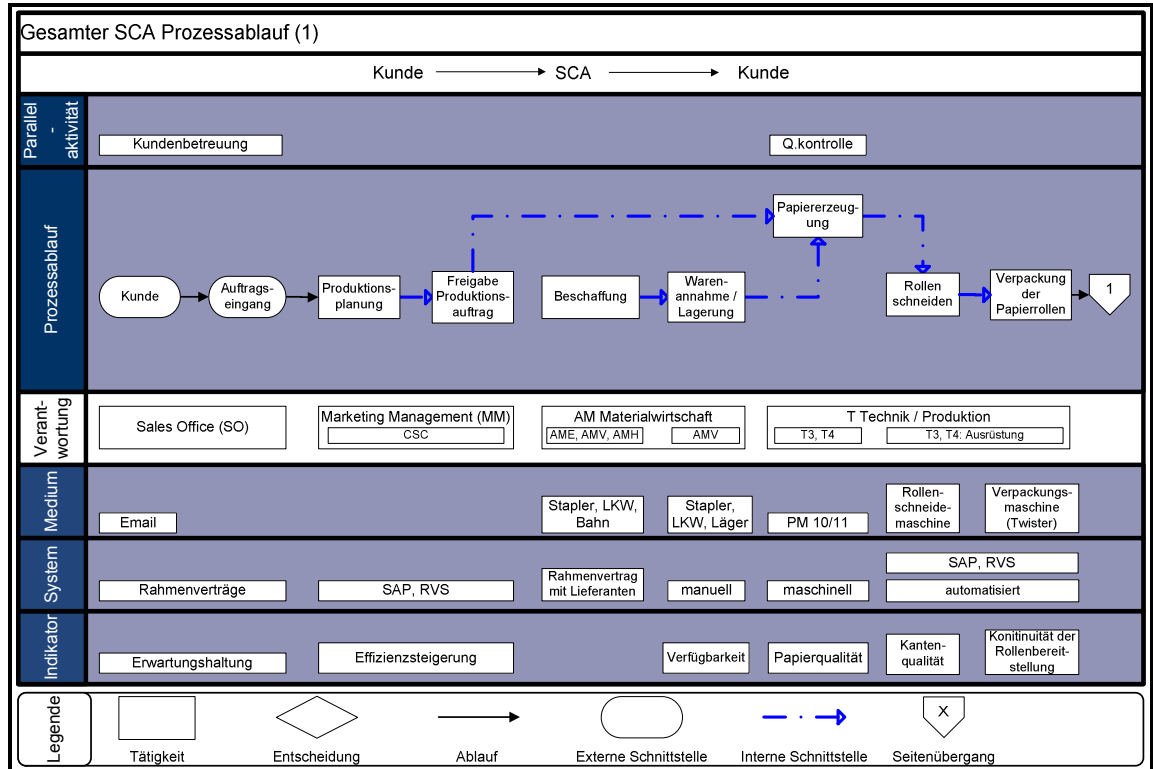 Gesamter SCA Prozessablauf (1)
Kunde SCA Kunde
Parallel
-
aktivität
Kundenbetreuung
Q.kontrolle
Prozessablauf
Kunde
Auftrags-
eingang
Produktions-
planung
Freigabe
Produktions-
auftrag
Beschaffung
Waren-
annahme /
Lagerung
Papiererzeug-
ung
Rollen
schneiden
Verpackung
der
Papierrollen
1
Verant-
wortung
Sales Office (SO)
Marketing Management (MM)
CSC
AM Materialwirtschaft
AME, AMV, AMH
AMV
T Technik / Produktion
T3, T4
T3, T4: Ausrüstung
Medium
Email
Stapler, LKW,
Bahn
Stapler,
LKW, Läger
PM 10/11
Rollen-
schneide-
maschine
Verpackungs-
maschine
(Twister)
System
Rahmenverträge
SAP, RVS
Rahmenvertrag
mit Lieferanten
manuell
maschinell
SAP, RVS
automatisiert
Indikator
Erwartungshaltung
Effizienzsteigerung
Verfügbarkeit
Papierqualität
Kanten-
qualität
Konitinuität der
Rollenbereit-
stellung
Legende
Tätigkeit
Entscheidung
Ablauf
Externe Schnittstelle
Interne Schnittstelle
X
Seitenübergang